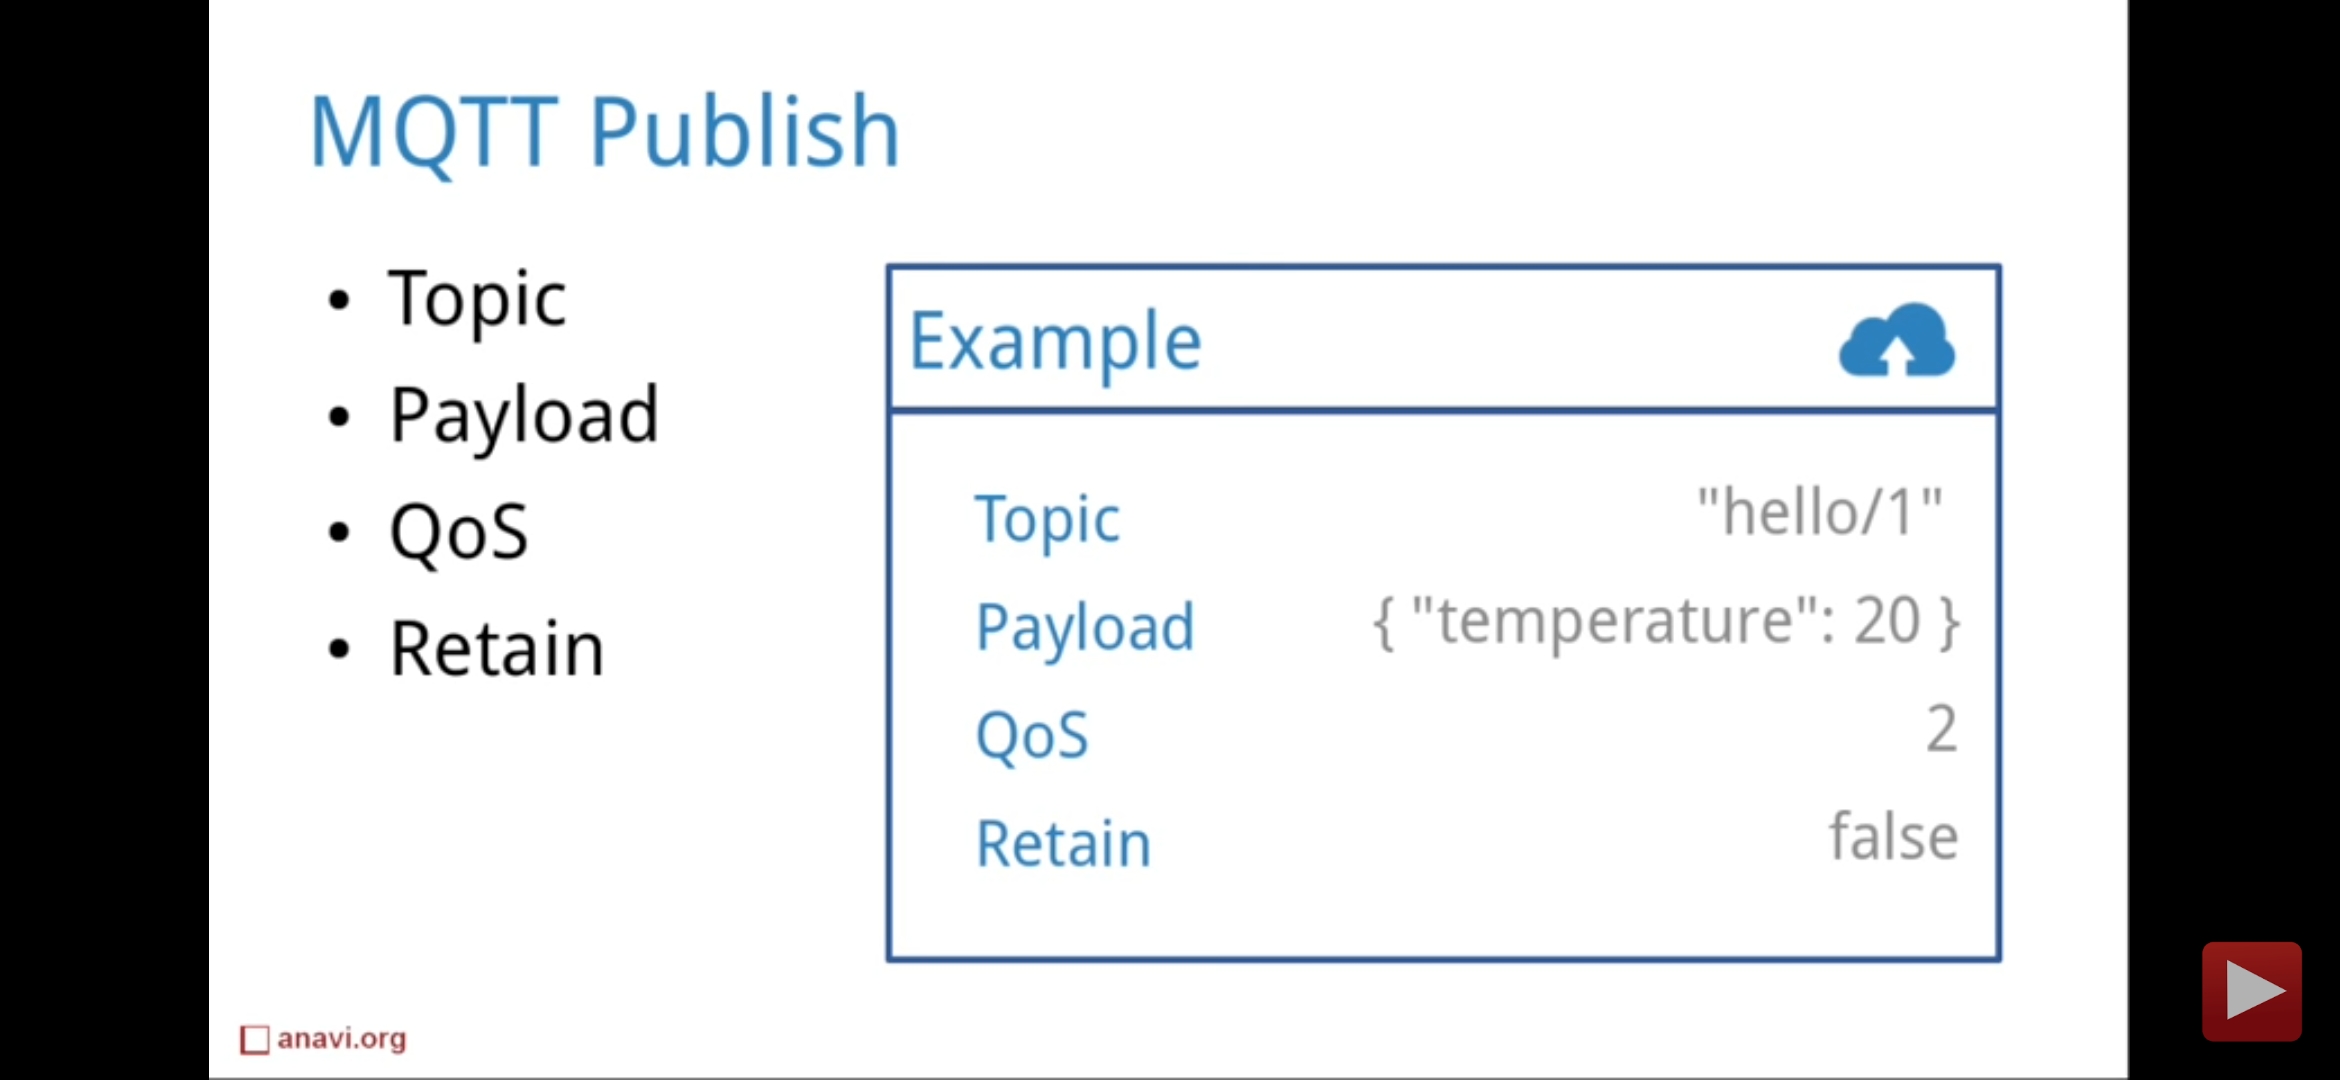 MQTT Publish
• Topic
• Payload
• QoS
• Retain
Example
Topic "hello/1"
Payload { "temperature": 20 }
QoS 2
Retain false
anavi.org